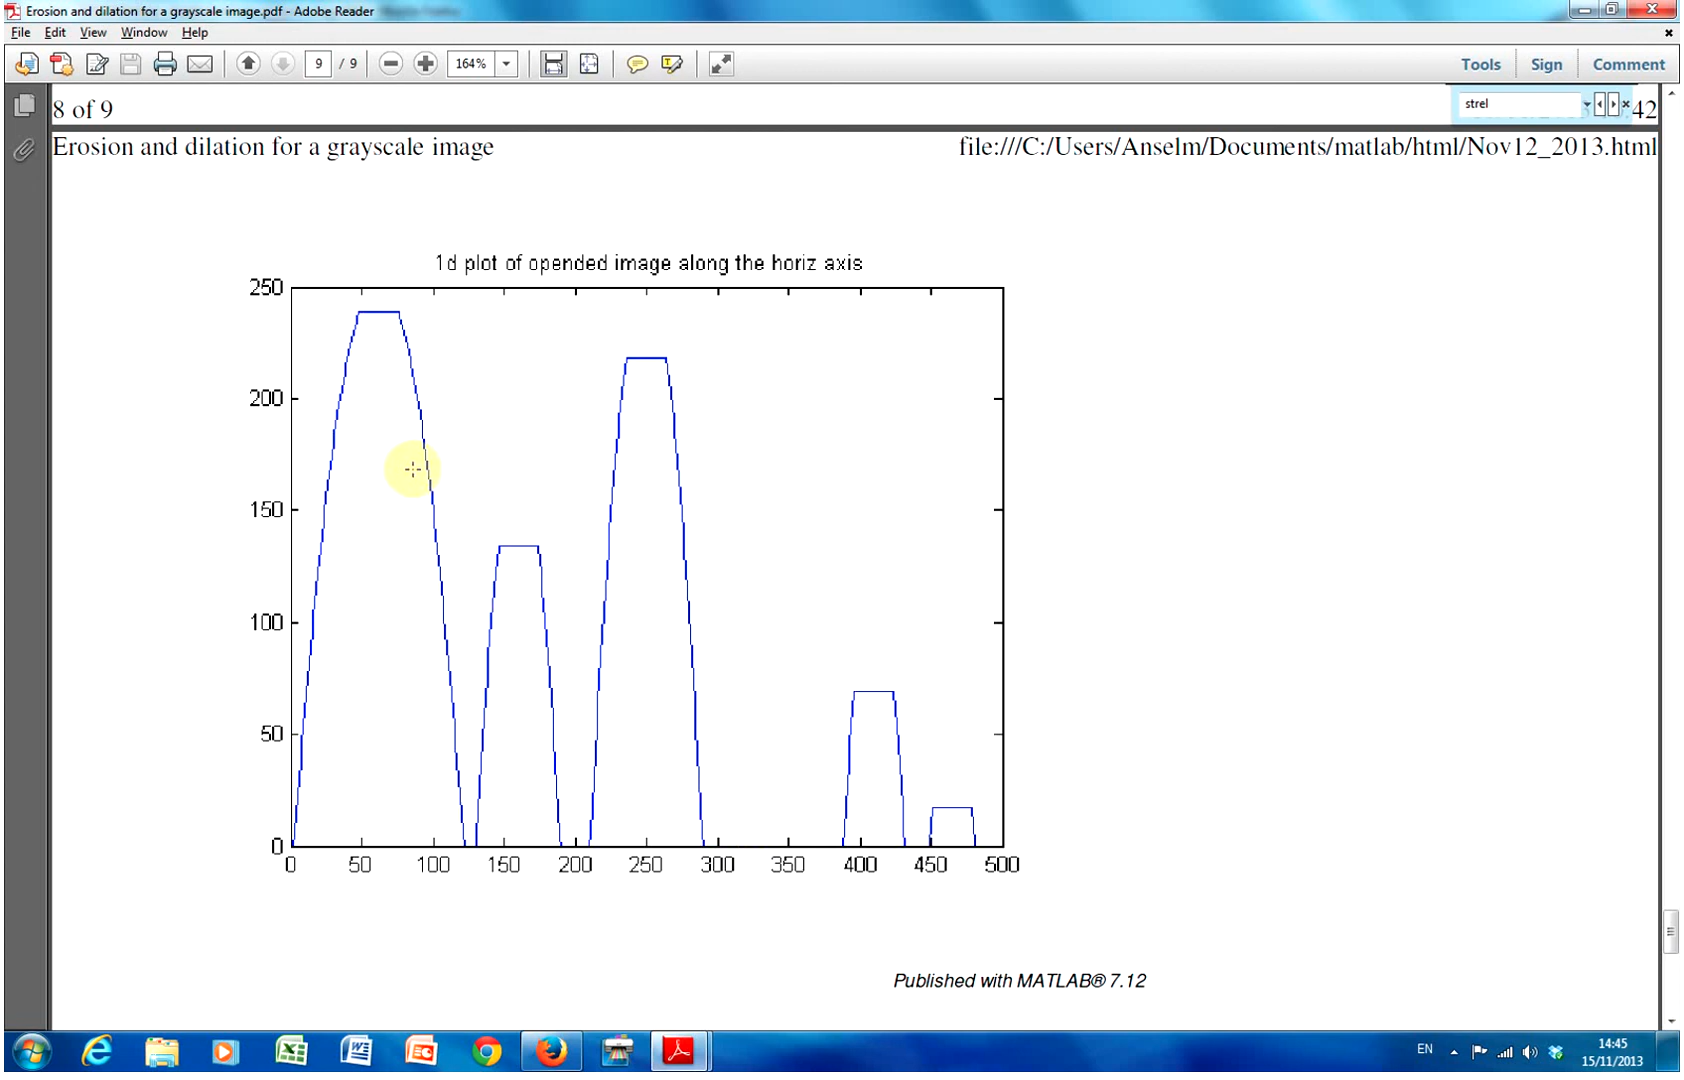 Erosion and dilation for a grayscale image.pdf - Adobe Reader
File Edit View Window Help
9 / 9 164% Tools Sign Comment
8 of 9 strel 42
Erosion and dilation for a grayscale image file:///C:/Users/Anselm/Documents/matlab/html/Nov12_2013.html
1d plot of opended image along the horiz axis
250
200
150
100
50
0
0 50 100 150 200 250 300 350 400 450 500
Published with MATLAB® 7.12
EN 14:45
15/11/2013